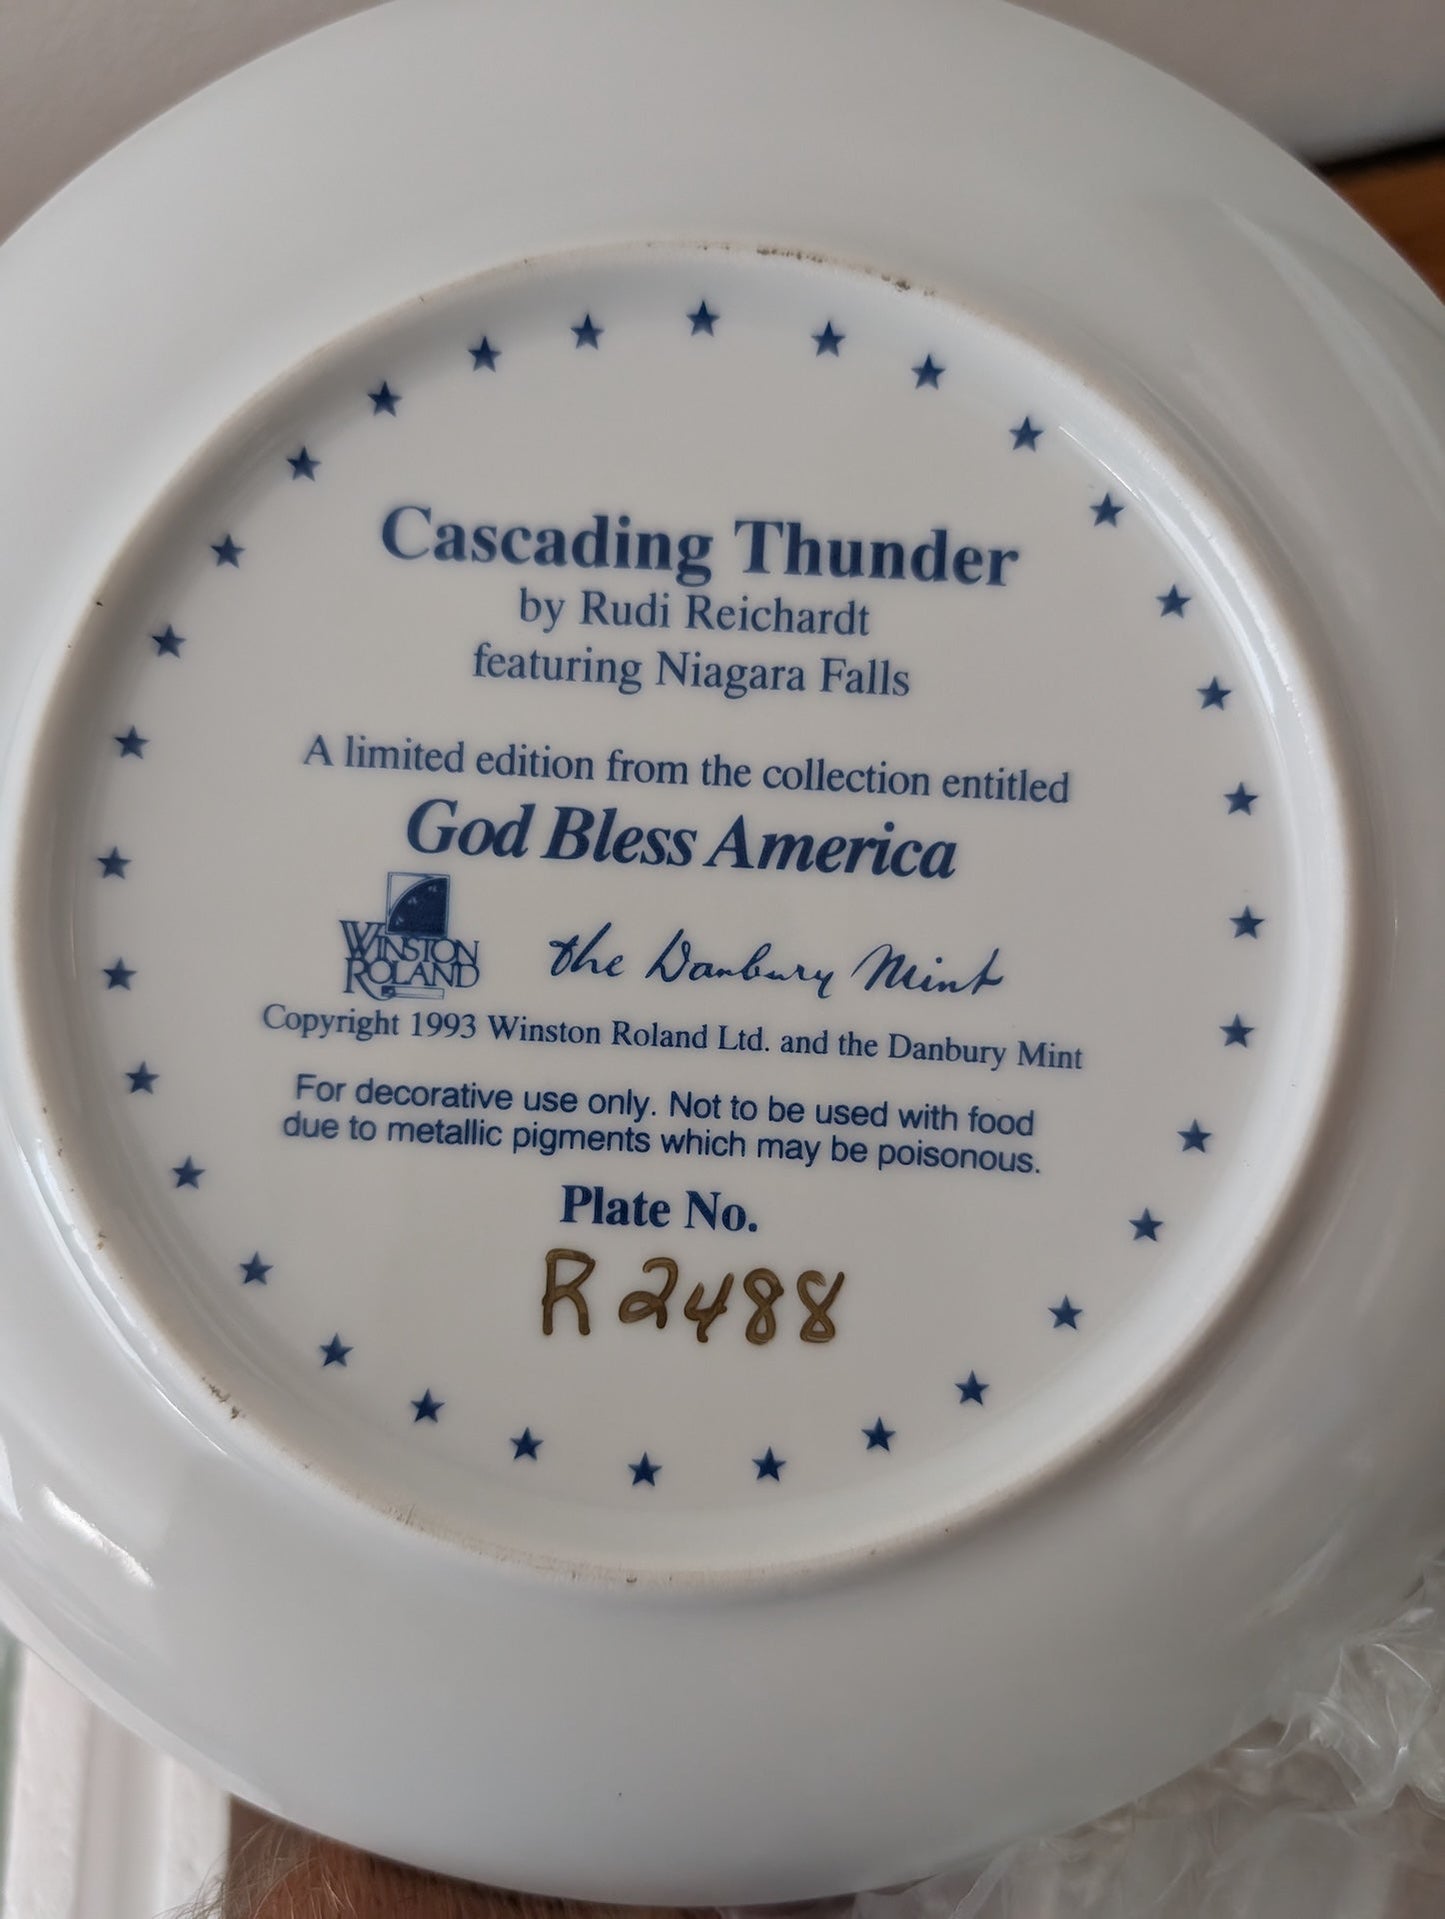 Cascading Thunder
by Rudi Reichardt
featuring Niagara Falls
A limited edition from the collection entitled
God Bless America
WINSTON
ROLAND
the Danbury Mint
Copyright 1993 Winston Roland Ltd. and the Danbury Mint
For decorative use only. Not to be used with food
due to metallic pigments which may be poisonous.
Plate No.
R2488